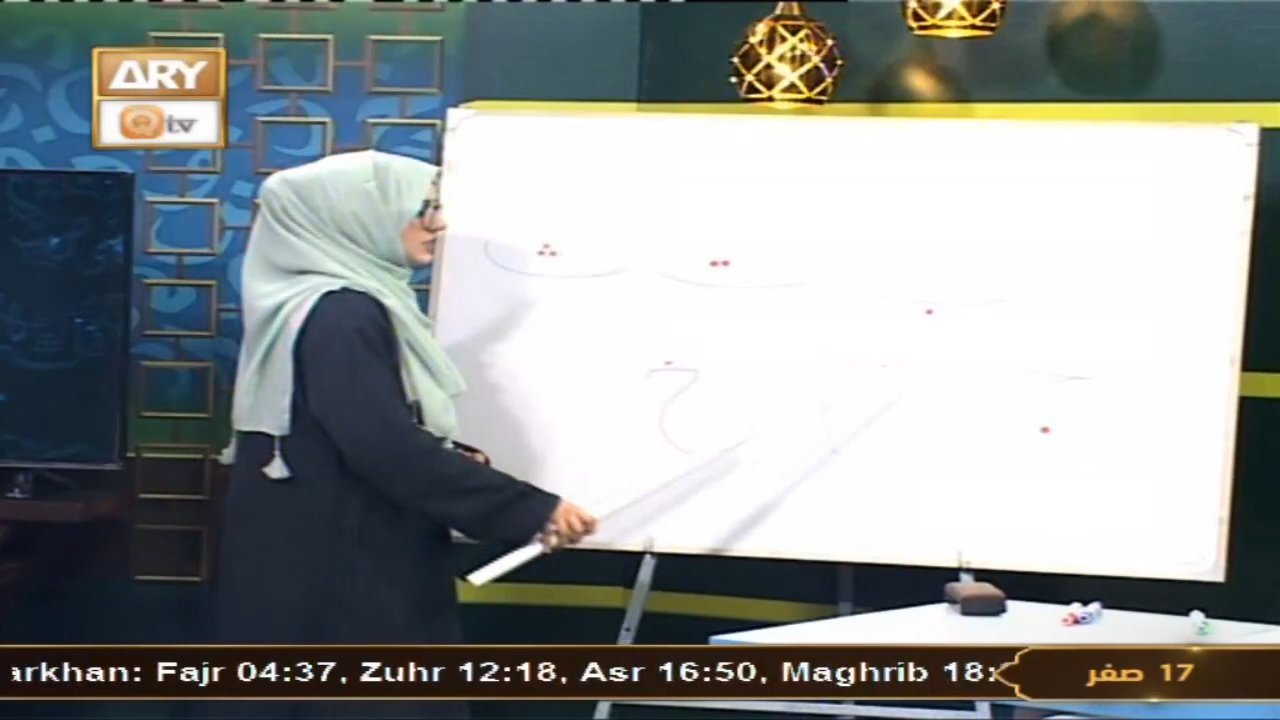 ARY
Q tv
ث ت ب
خ ح ج
arkhan: Fajr 04:37, Zuhr 12:18, Asr 16:50, Maghrib 18:
17 صفر